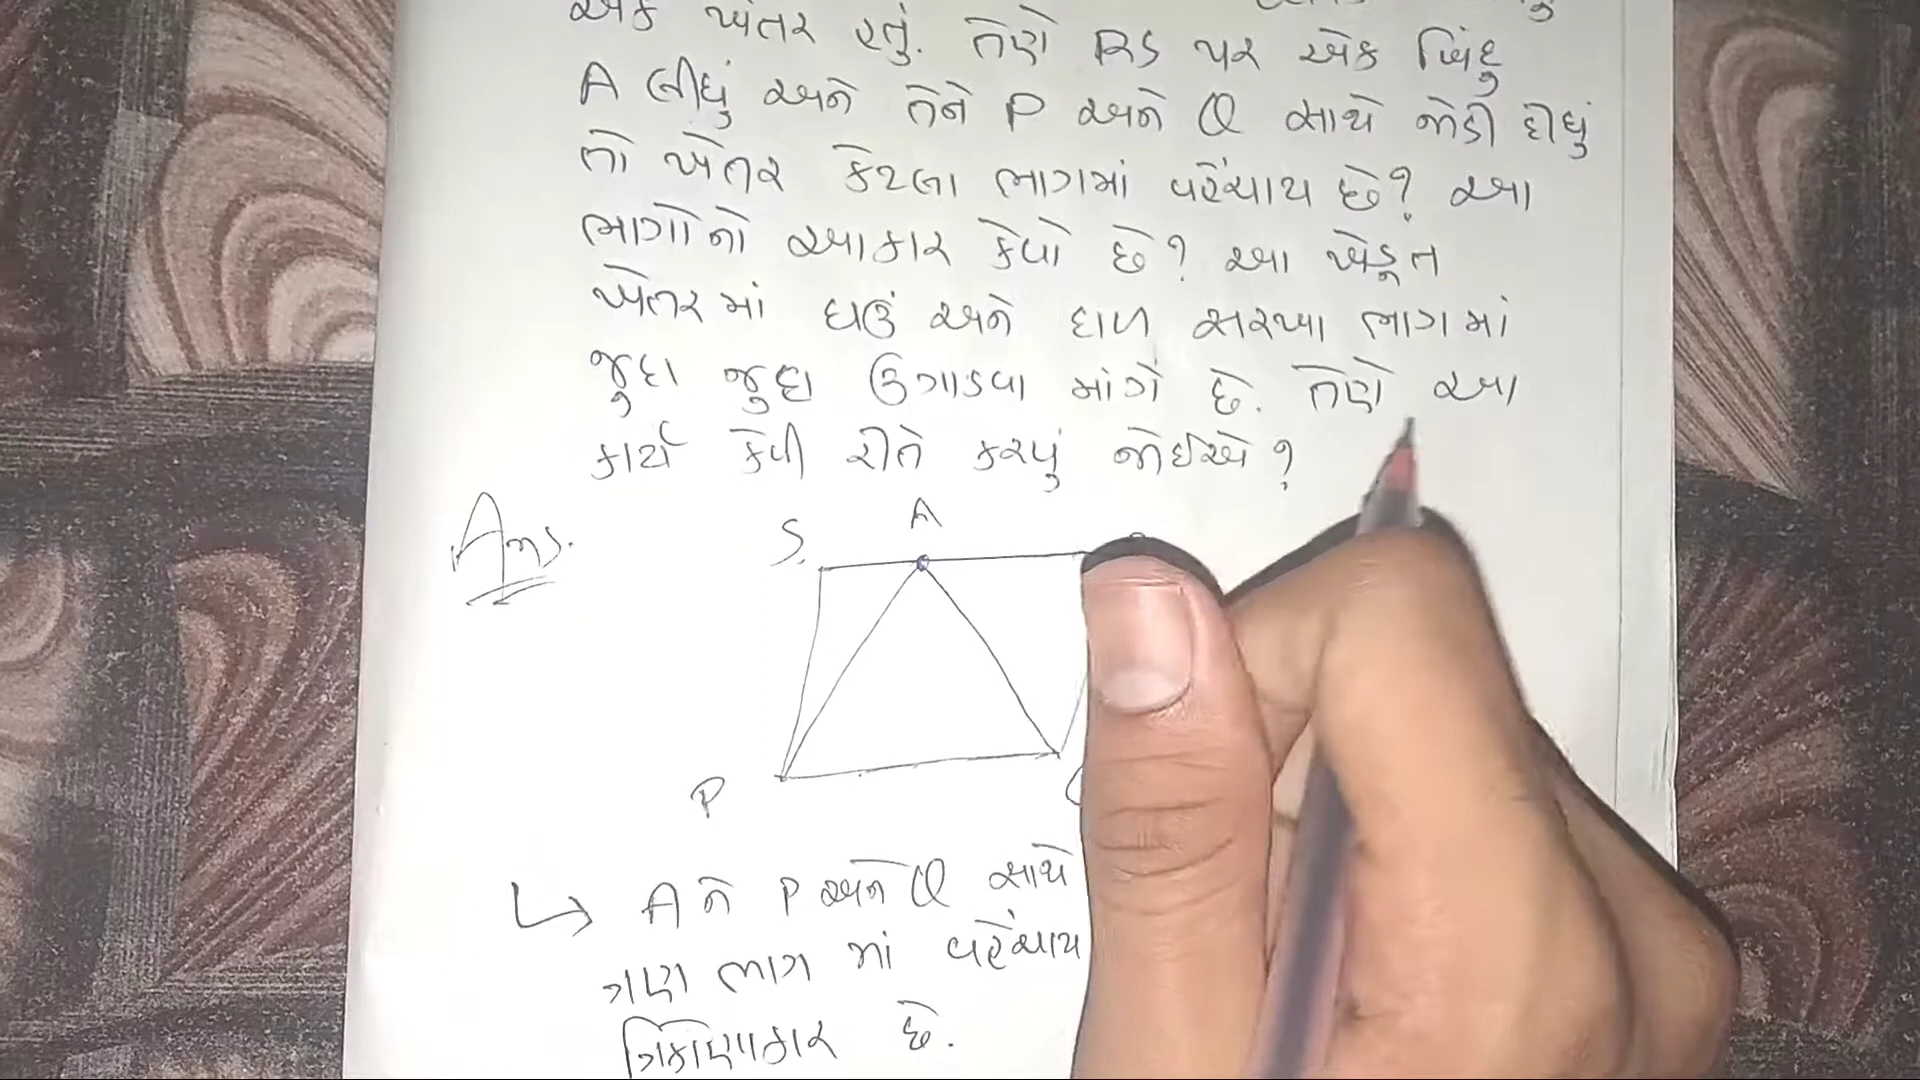 એક ખેતર હતું. તેણે RS પર એક બિંદુ
A લીધું અને તેને P અને Q સાથે જોડી દીધું
તો ખેતર કેટલા ભાગમાં વહેંચાય છે? આ
ભાગોનો આકાર કેવો છે? આ ખેડૂત
ખેતરમાં ઘઉં અને દાળ સરખા ભાગમાં
જુદા જુદા ઉગાડવા માંગે છે. તેણે આ
કાર્ય કેવી રીતે કરવું જોઈએ?
Ans.
S.
A
P
A ને P અને Q સાથે
ત્રણ ભાગ માં વહેંચાય
ત્રિકોણાકાર છે.